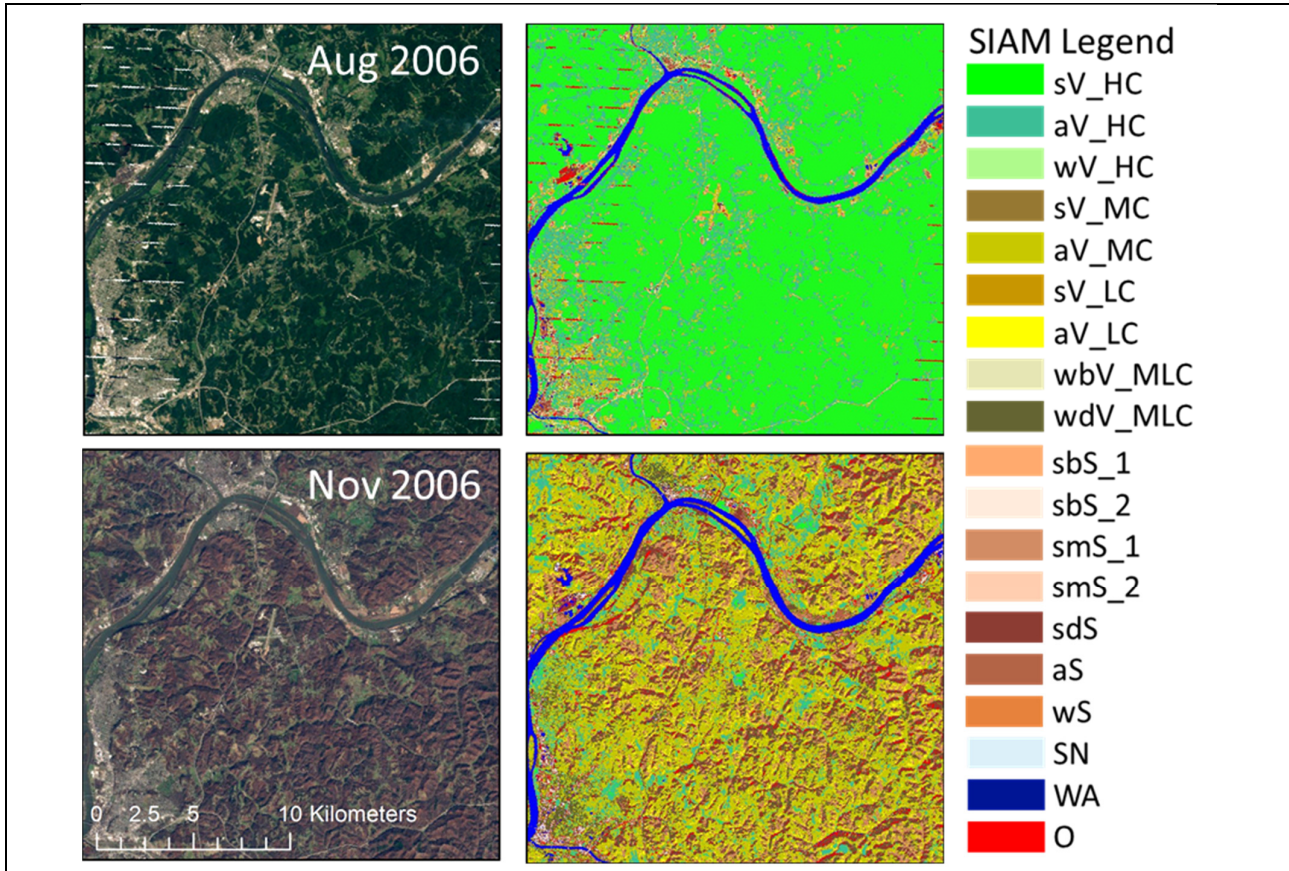 Aug 2006
SIAM Legend
sV_HC
aV_HC
wV_HC
sV_MC
aV_MC
sV_LC
aV_LC
wbV_MLC
wdV_MLC
sbS_1
sbS_2
smS_1
smS_2
sdS
aS
wS
SN
WA
O
Nov 2006
0 2.5 5 10 Kilometers